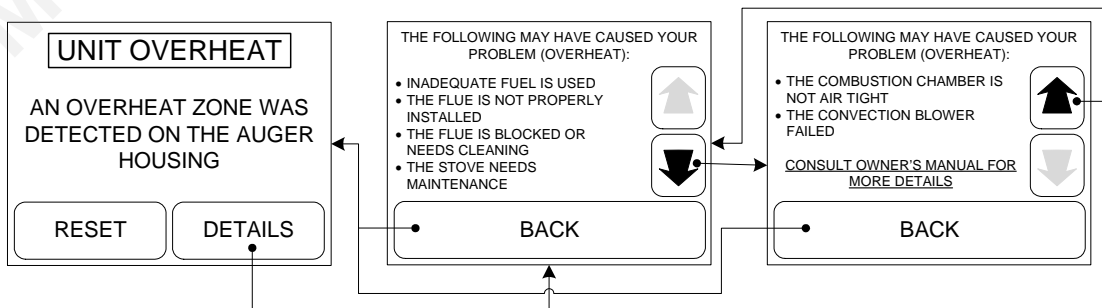 UNIT OVERHEAT
AN OVERHEAT ZONE WAS
DETECTED ON THE AUGER
HOUSING
RESET
DETAILS
THE FOLLOWING MAY HAVE CAUSED YOUR
PROBLEM (OVERHEAT):
• INADEQUATE FUEL IS USED
• THE FLUE IS NOT PROPERLY
INSTALLED
• THE FLUE IS BLOCKED OR
NEEDS CLEANING
• THE STOVE NEEDS
MAINTENANCE
BACK
THE FOLLOWING MAY HAVE CAUSED YOUR
PROBLEM (OVERHEAT):
• THE COMBUSTION CHAMBER IS
NOT AIR TIGHT
• THE CONVECTION BLOWER
FAILED
CONSULT OWNER'S MANUAL FOR
MORE DETAILS
BACK